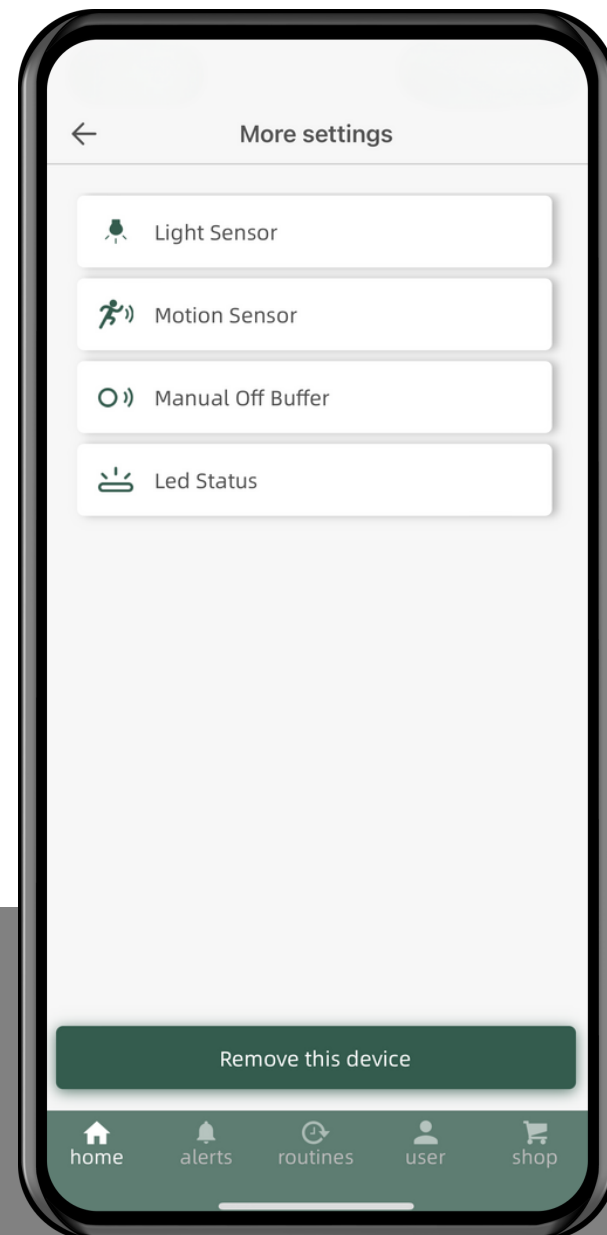 More settings
Light Sensor
Motion Sensor
Manual Off Buffer
Led Status
Remove this device
home alerts routines user shop